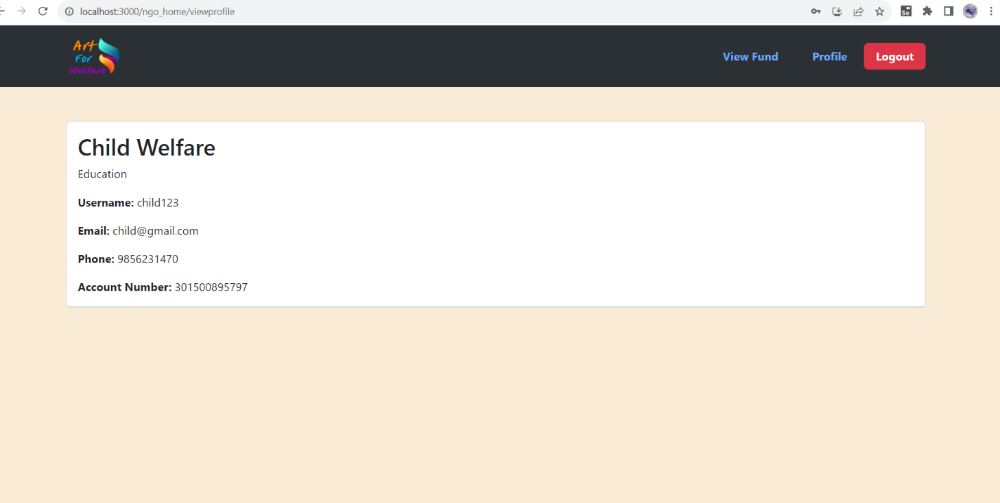 localhost:3000/ngo_home/viewprofile
Se
Art
For
Welfare
View Fund
Profile
Logout
Child Welfare
Education
Username: child123
Email: child@gmail.com
Phone: 9856231470
Account Number: 301500895797